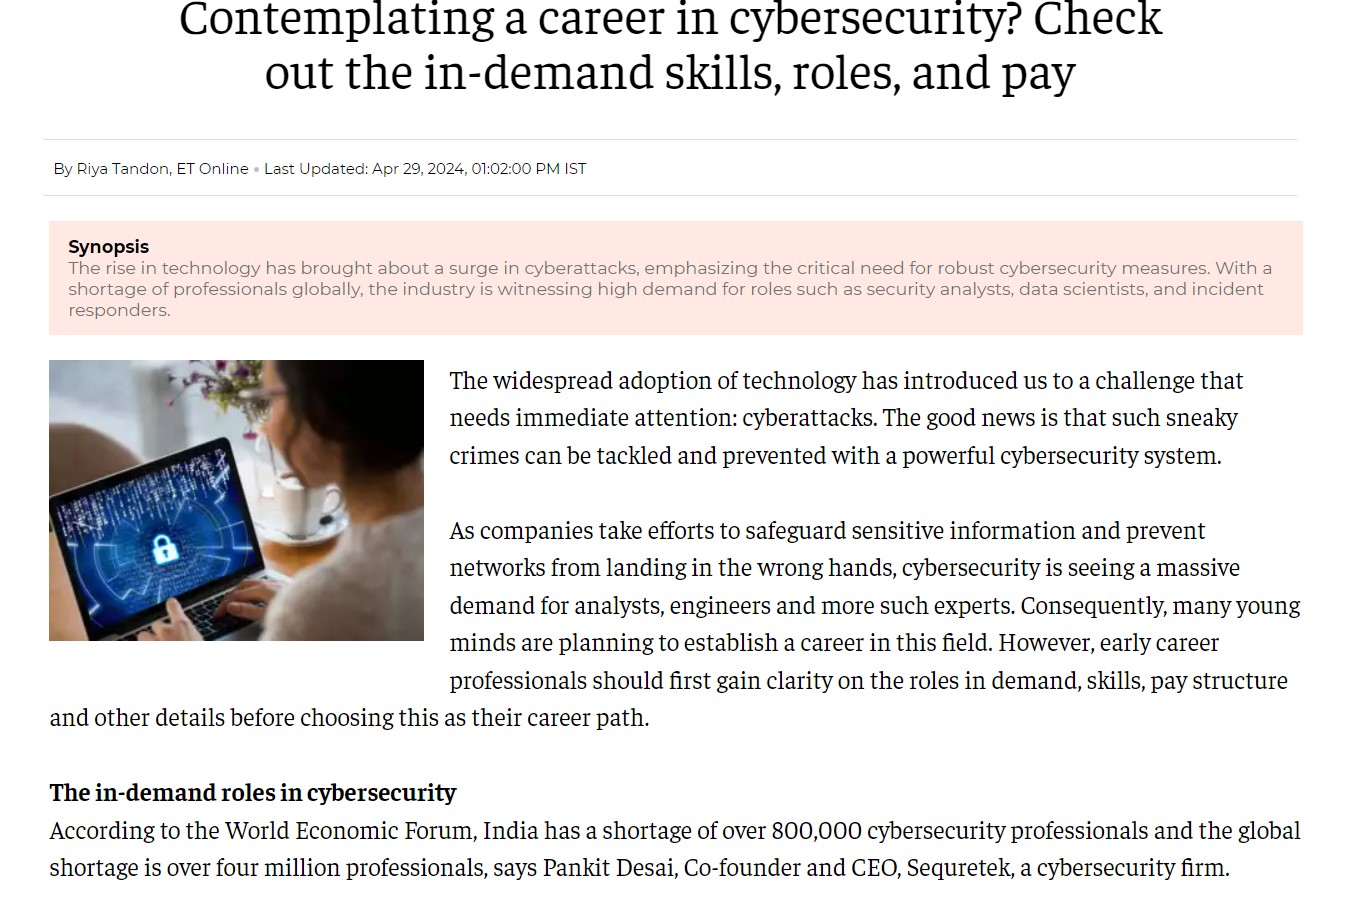 Contemplating a career in cybersecurity? Check
out the in-demand skills, roles, and pay
By Riya Tandon, ET Online • Last Updated: Apr 29, 2024, 01:02:00 PM IST
Synopsis
The rise in technology has brought about a surge in cyberattacks, emphasizing the critical need for robust cybersecurity measures. With a
shortage of professionals globally, the industry is witnessing high demand for roles such as security analysts, data scientists, and incident
responders.
The widespread adoption of technology has introduced us to a challenge that
needs immediate attention: cyberattacks. The good news is that such sneaky
crimes can be tackled and prevented with a powerful cybersecurity system.
As companies take efforts to safeguard sensitive information and prevent
networks from landing in the wrong hands, cybersecurity is seeing a massive
demand for analysts, engineers and more such experts. Consequently, many young
minds are planning to establish a career in this field. However, early career
professionals should first gain clarity on the roles in demand, skills, pay structure
and other details before choosing this as their career path.
The in-demand roles in cybersecurity
According to the World Economic Forum, India has a shortage of over 800,000 cybersecurity professionals and the global
shortage is over four million professionals, says Pankit Desai, Co-founder and CEO, Sequretek, a cybersecurity firm.